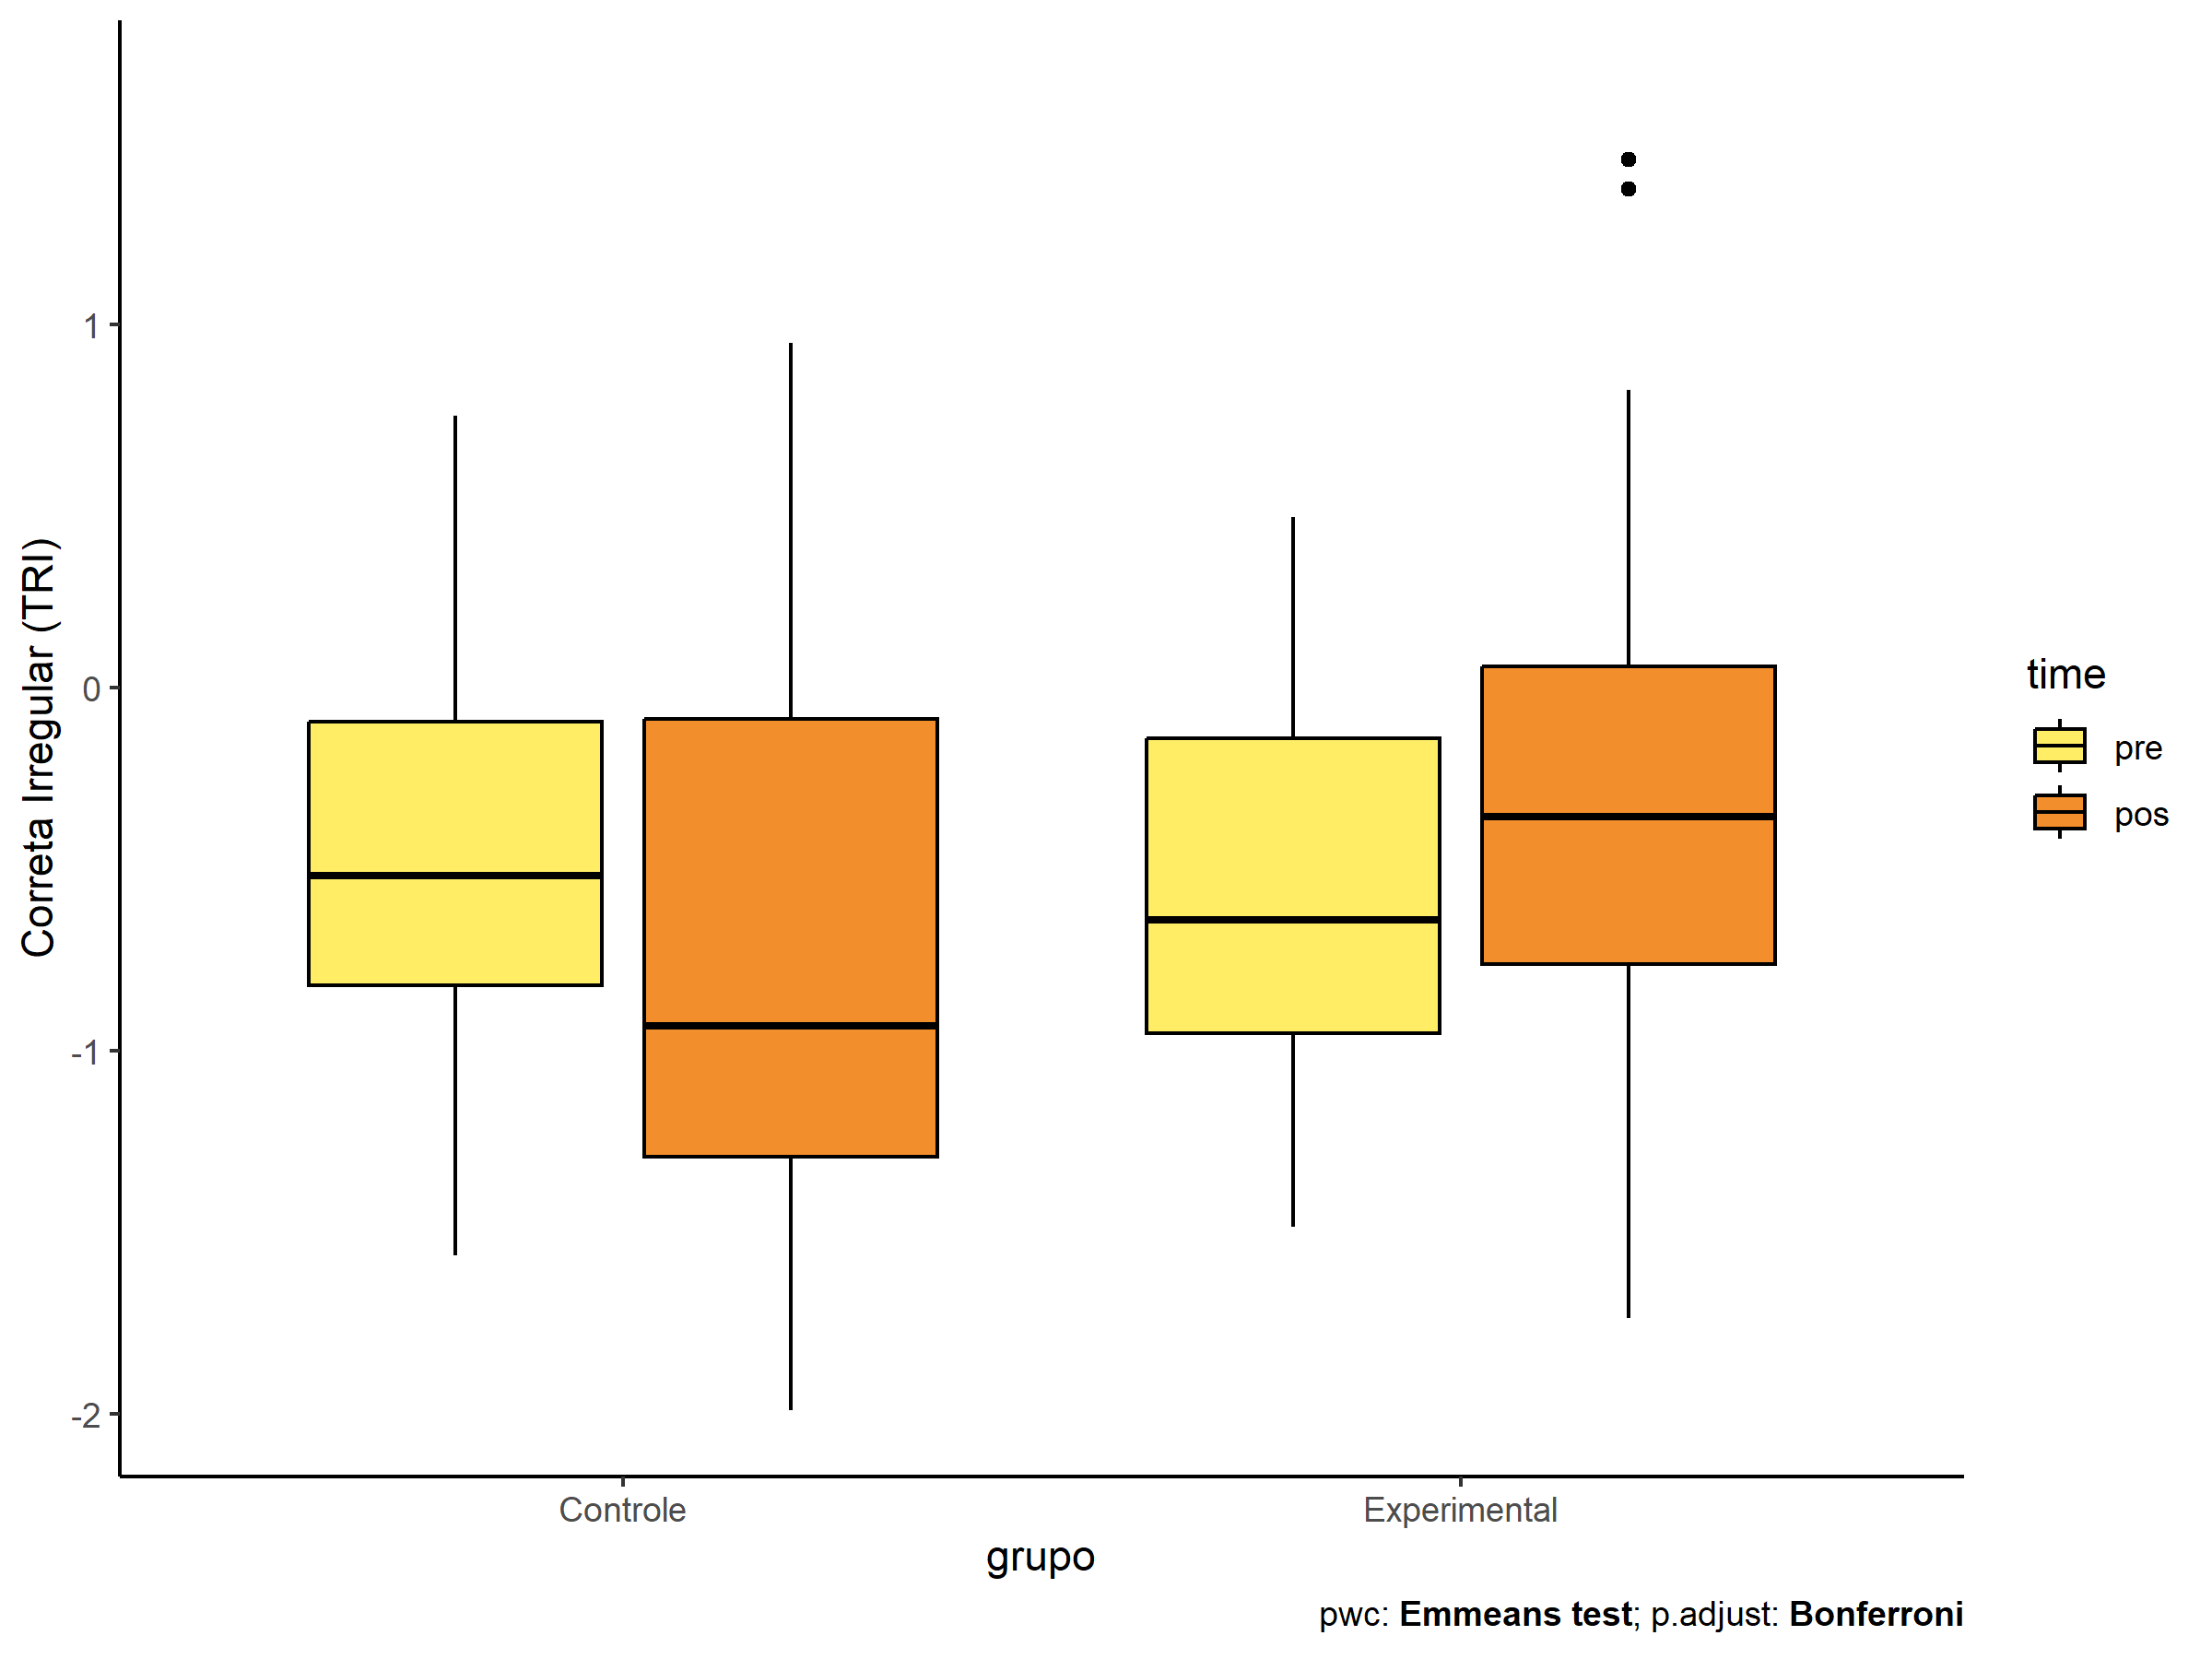 Correta Irregular (TRI)
1
0
-1
-2
Controle
Experimental
grupo
time
pre
pos
pwc: Emmeans test; p.adjust: Bonferroni